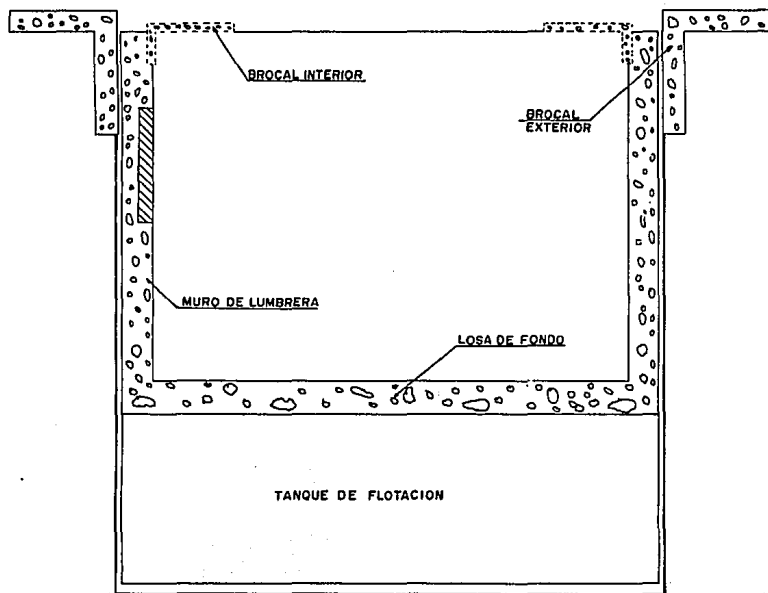 BROCAL INTERIOR
BROCAL
EXTERIOR
MURO DE LUMBRERA
LOSA DE FONDO
TANQUE DE FLOTACION